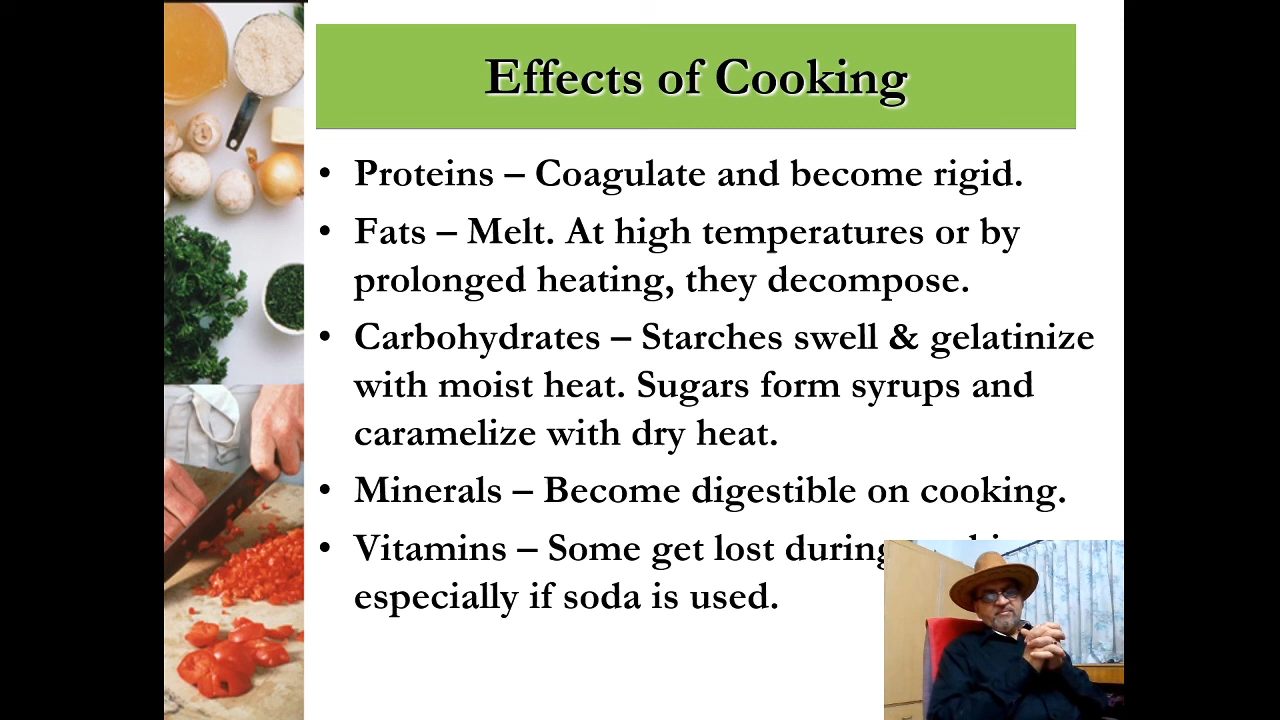 Effects of Cooking
• Proteins – Coagulate and become rigid.
• Fats – Melt. At high temperatures or by
prolonged heating, they decompose.
• Carbohydrates – Starches swell & gelatinize
with moist heat. Sugars form syrups and
caramelize with dry heat.
• Minerals – Become digestible on cooking.
• Vitamins – Some get lost during
especially if soda is used.